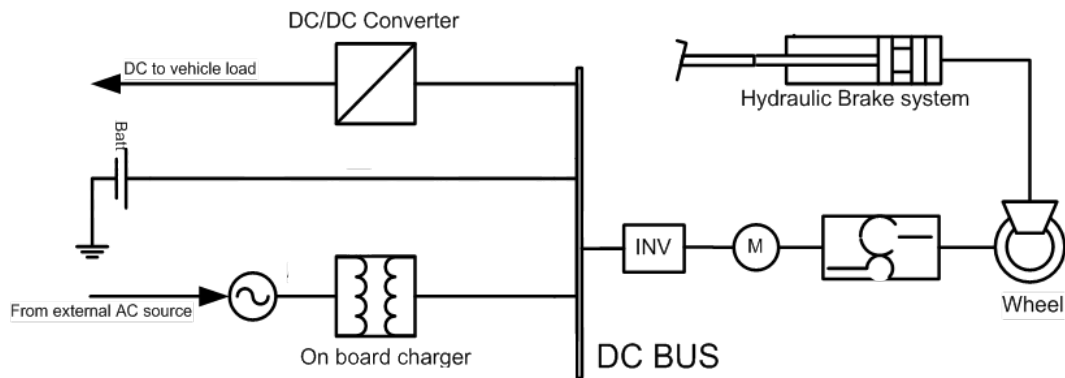 DC/DC Converter
DC to vehicle load
Hydraulic Brake system
Batt
INV
M
From external AC source
On board charger
DC BUS
Wheel